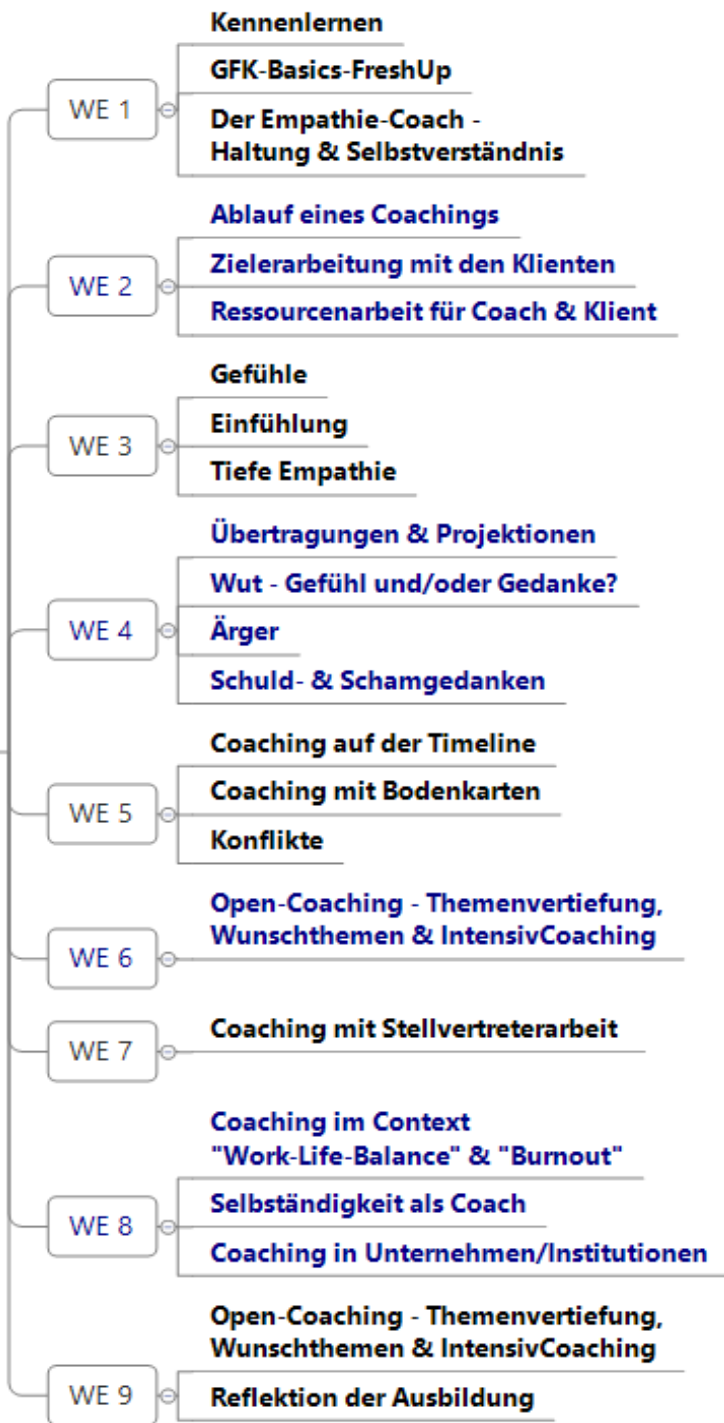 Kennenlernen
GFK-Basics-FreshUp
WE 1
Der Empathie-Coach -
Haltung & Selbstverständnis
Ablauf eines Coachings
WE 2
Zielerarbeitung mit den Klienten
Ressourcenarbeit für Coach & Klient
Gefühle
WE 3
Einfühlung
Tiefe Empathie
Übertragungen & Projektionen
Wut - Gefühl und/oder Gedanke?
WE 4
Ärger
Schuld- & Schamgedanken
Coaching auf der Timeline
WE 5
Coaching mit Bodenkarten
Konflikte
Open-Coaching - Themenvertiefung,
Wunschthemen & IntensivCoaching
WE 6
Coaching mit Stellvertreterarbeit
WE 7
Coaching im Context
"Work-Life-Balance" & "Burnout"
WE 8
Selbständigkeit als Coach
Coaching in Unternehmen/Institutionen
Open-Coaching - Themenvertiefung,
Wunschthemen & IntensivCoaching
WE 9
Reflektion der Ausbildung